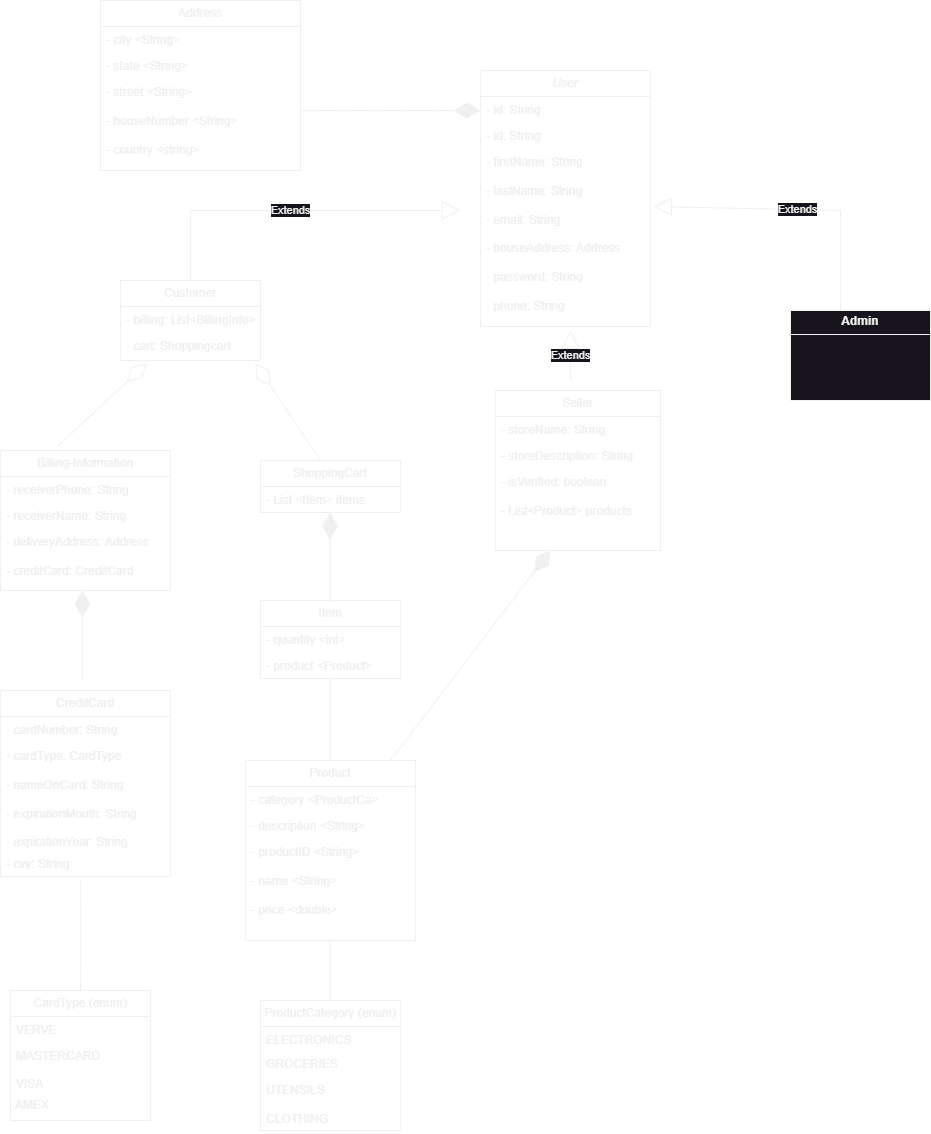 Address
- city <String>
- state <String>
- street <String>
- houseNumber <String>
- country <string>
User
- id: String
- id: String
- firstName: String
- lastName: String
- email: String
- houseAddress: Address
- password: String
- phone: String
Extends
Extends
Extends
Admin
Customer
- billing: List<BillingInfo>
- cart: Shoppingcart
Seller
- storeName: String
- storeDescription: String
- isVerified: boolean
- List<Product> products
Billing-Information
- receiverPhone: String
- receiverName: String
- deliveryAddress: Address
- creditCard: CreditCard
ShoppingCart
- List <Item> items
Item
- quantity <int>
- product <Product>
CreditCard
- cardNumber: String
- cardType: CardType
- nameOnCard: String
- expirationMonth: String
- expirationYear: String
- cvv: String
Product
- category <ProductCa>
- description <String>
- productID <String>
- name <String>
- price <double>
CardType (enum)
VERVE
MASTERCARD
VISA
AMEX
ProductCategory (enum)
ELECTRONICS
GROCERIES
UTENSILS
CLOTHING